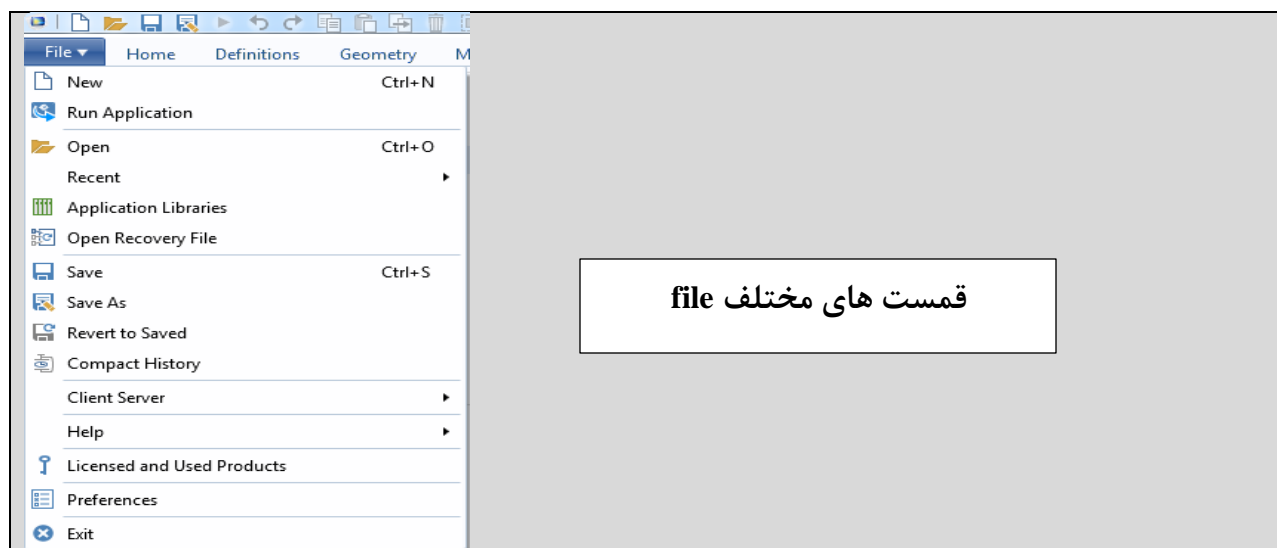 File Home Definitions Geometry M
New Ctrl+N
Run Application
Open Ctrl+O
Recent
Application Libraries
Open Recovery File
Save Ctrl+S
Save As
Revert to Saved
Compact History
Client Server
Help
Licensed and Used Products
Preferences
Exit
قمست های مختلف file